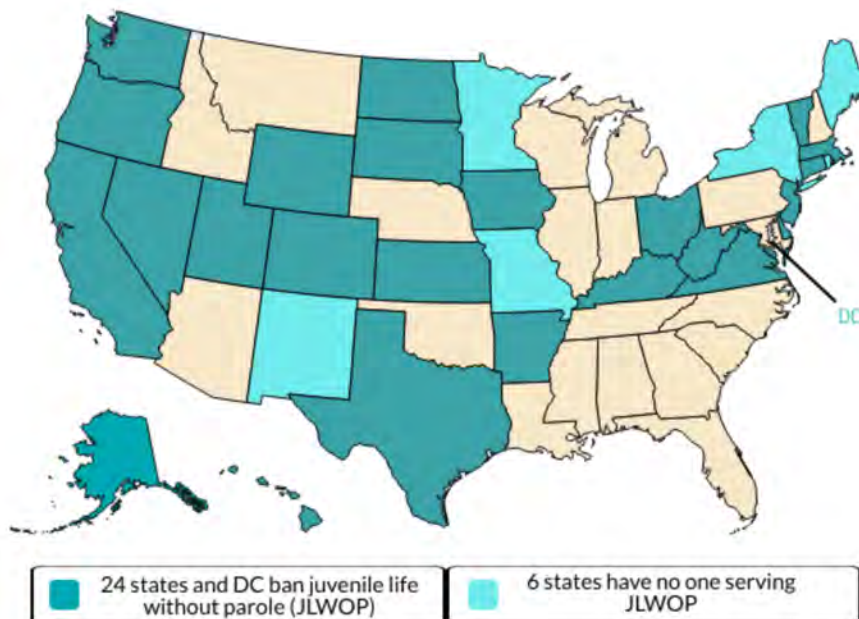 DC
24 states and DC ban juvenile life
without parole (JLWOP)
6 states have no one serving
JLWOP